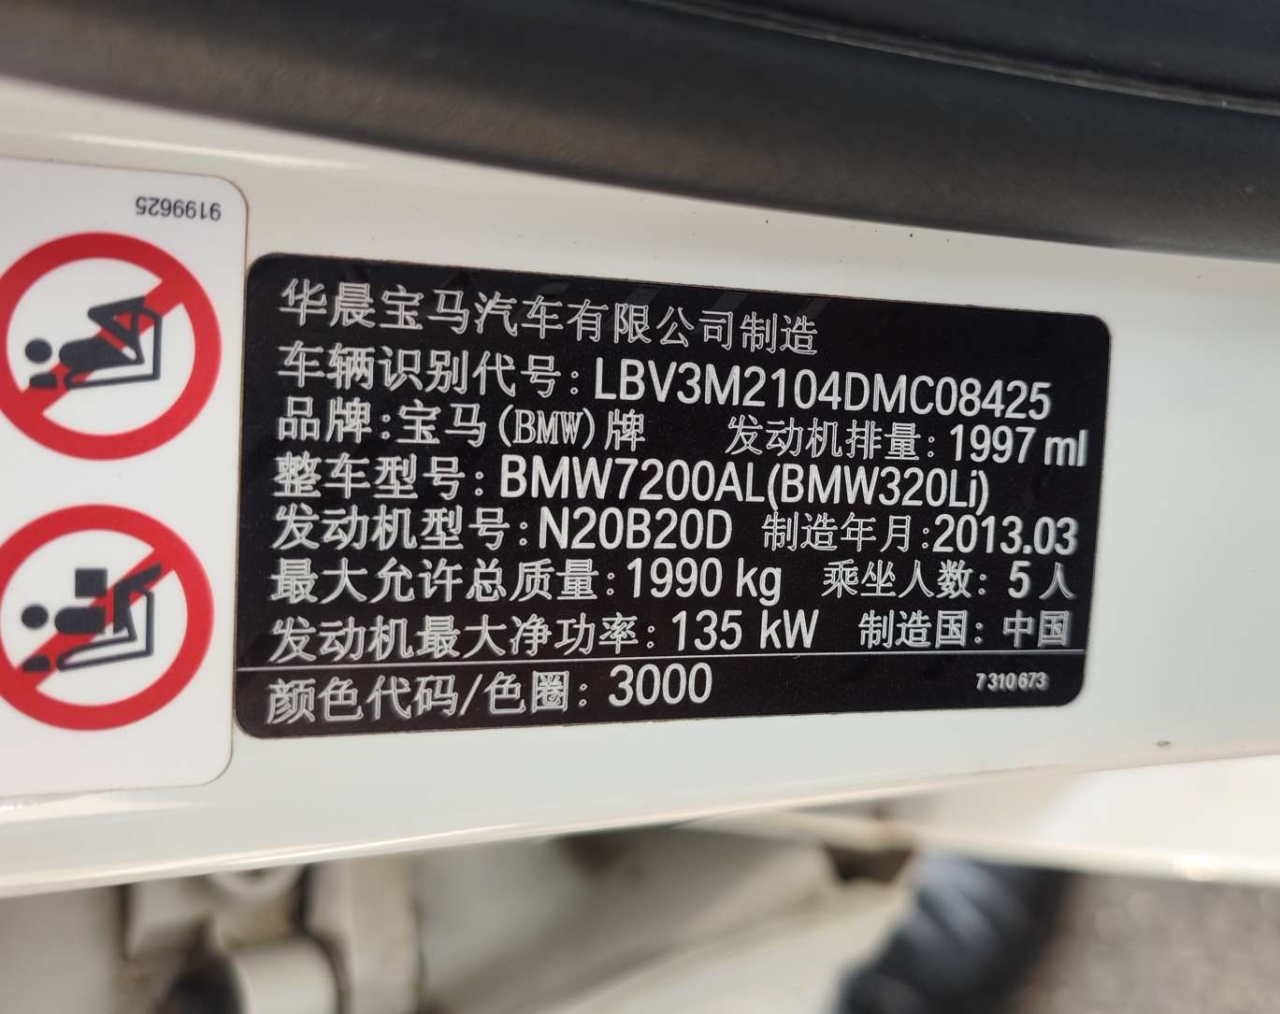 9199625
华晨宝马汽车有限公司制造
车辆识别代号: LBV3M2104DMC08425
品牌:宝马(BMW)牌 发动机排量: 1997 ml
整车型号: BMW7200AL(BMW320Li)
发动机型号: N20B20D 制造年月:2013.03
最大允许总质量: 1990 kg 乘坐人数: 5 人
发动机最大净功率: 135 kW 制造国: 中国
颜色代码/色圈: 3000 7 310 673